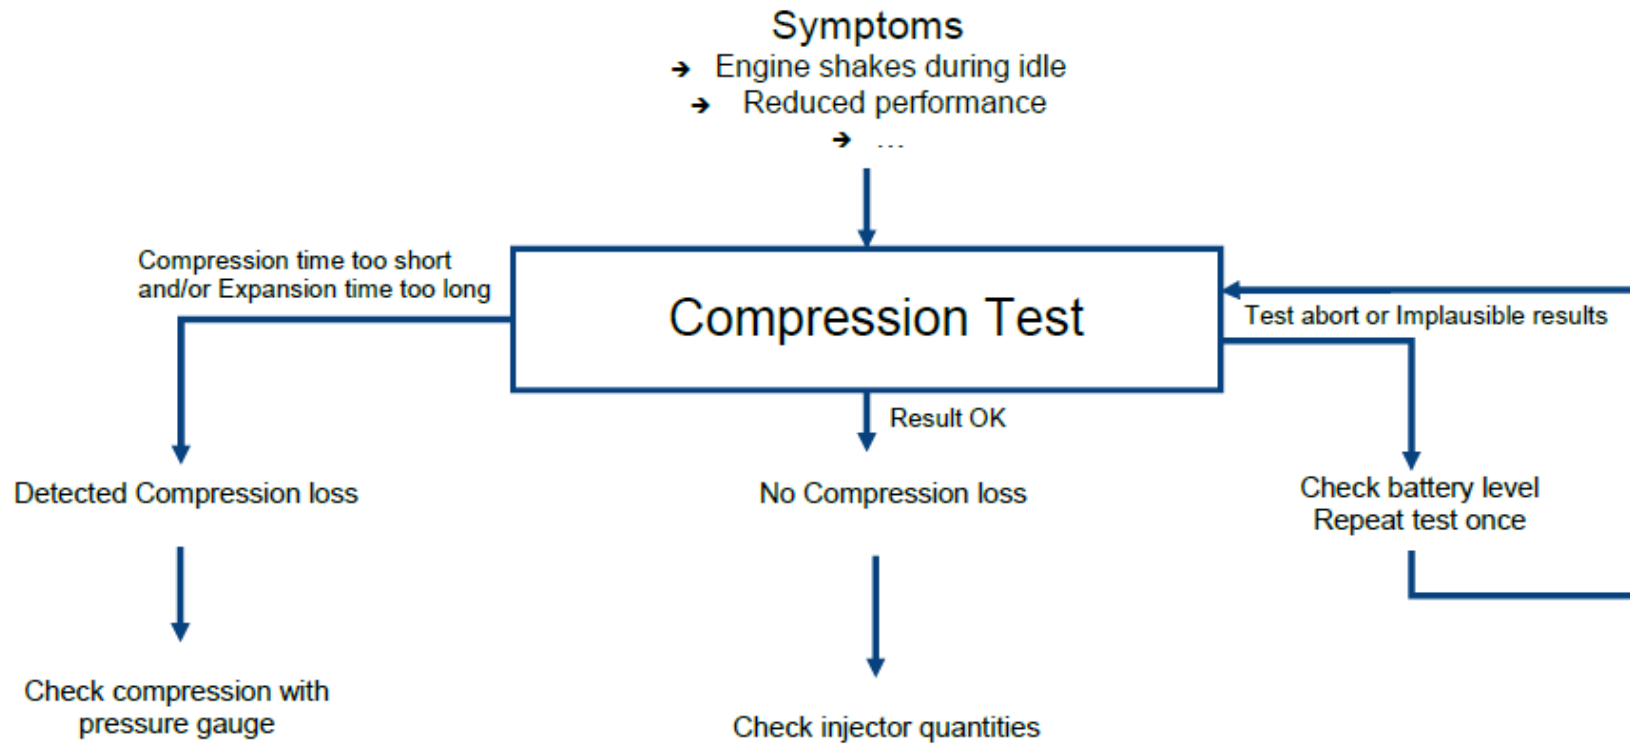 Symptoms
➔ Engine shakes during idle
➔ Reduced performance
➔ ...
Compression time too short
and/or Expansion time too long
Compression Test
Test abort or Implausible results
Result OK
Detected Compression loss
No Compression loss
Check battery level
Repeat test once
Check compression with
pressure gauge
Check injector quantities